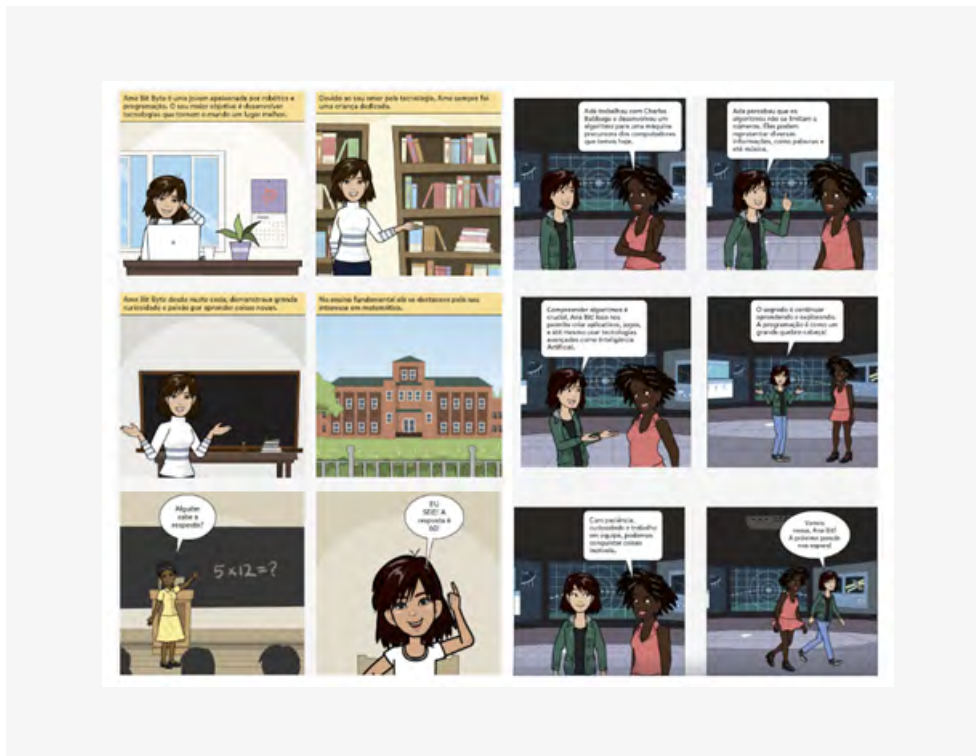 Ana Bit Byte é uma jovem apaixonada por robótica e
programação. O seu maior objetivo é desenvolver
tecnologias que tornem o mundo um lugar melhor.
Devido ao seu amor pela tecnologia, Ana sempre foi
uma criança dedicada.
Ana Bit Byte desde muito cedo, demonstrava grande
curiosidade e paixão por aprender coisas novas.
No ensino fundamental ela se destacava pelo seu
interesse em matemática.
Alguém
sabe a
resposta?
5x12=?
EU
SEI! A
resposta é
60!
Ada trabalhou com Charles
Babbage e desenvolveu um
algoritmo para uma máquina
precursora dos computadores
que temos hoje.
Ada percebeu que os
algoritmos não se limitam a
números. Eles podem
representar diversas
informações, como palavras e
até música.
Compreender algoritmos é
crucial, Ana Bit! Isso nos
permite criar aplicativos, jogos,
e até mesmo usar tecnologias
avançadas como Inteligência
Artificial.
O segredo é continuar
aprendendo e explorando.
A programação é como um
grande quebra-cabeça!
Com paciência,
curiosidade e trabalho
em equipe, podemos
conquistar coisas
incríveis.
Vamos
nessa, Ana Bit!
A próxima parada
nos espera!